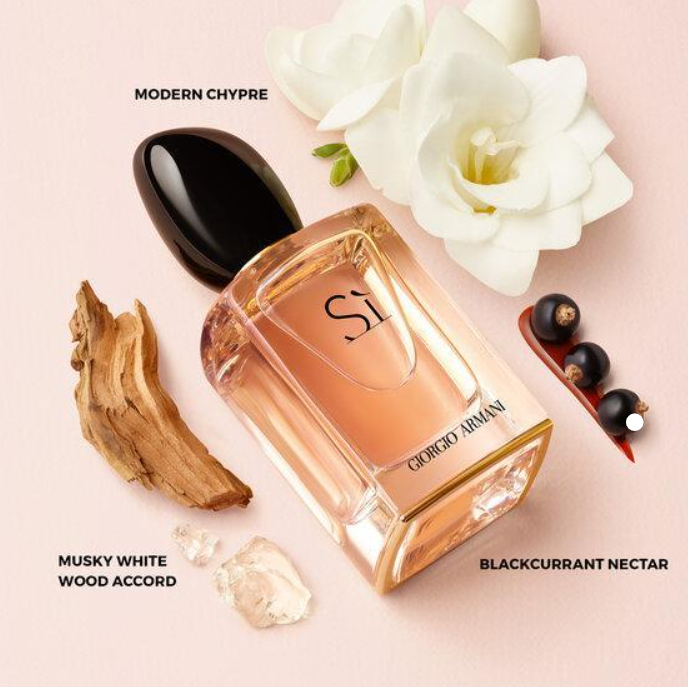 MODERN CHYPRE
Sì
GIORGIO ARMANI
MUSKY WHITE
WOOD ACCORD
BLACKCURRANT NECTAR